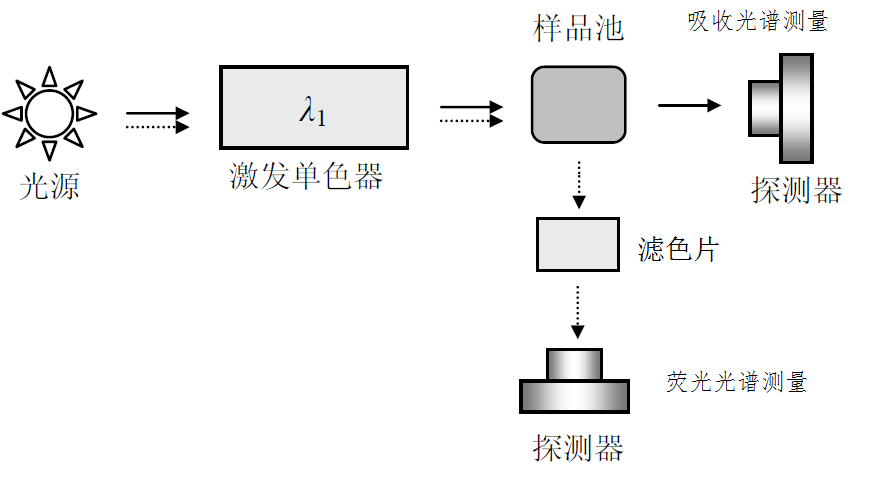 吸收光谱测量
样品池
λ1
光源
激发单色器
探测器
滤色片
荧光光谱测量
探测器